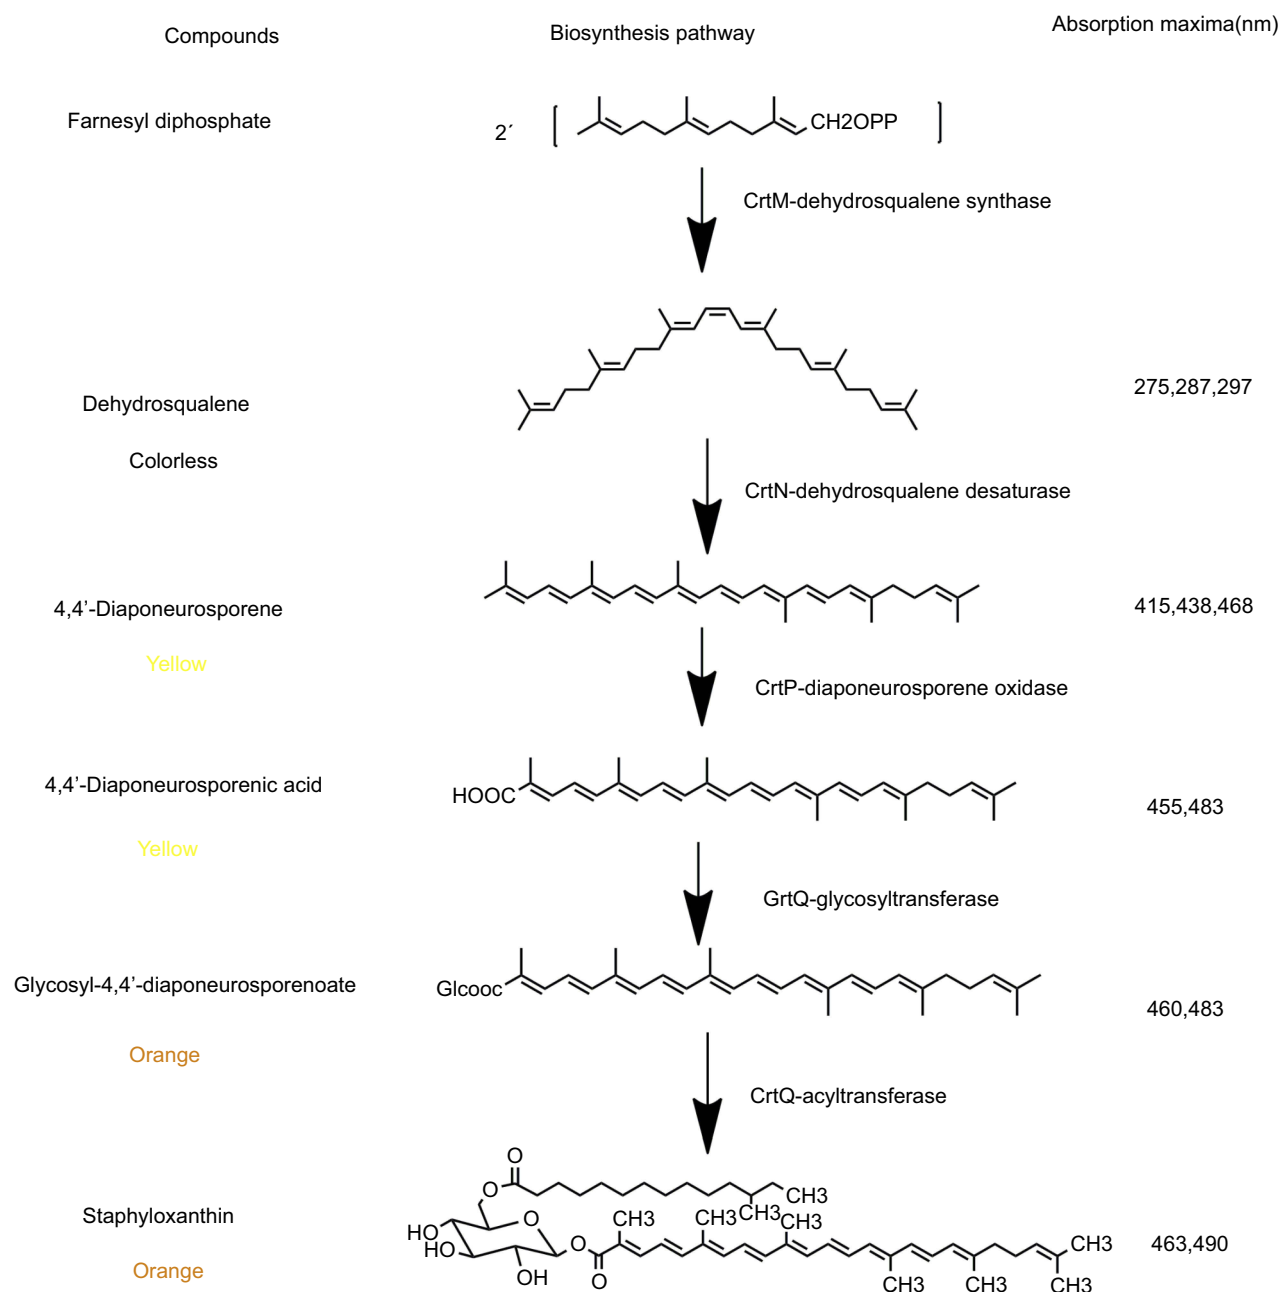 Compounds
Biosynthesis pathway
Absorption maxima(nm)
Farnesyl diphosphate
2´
CH2OPP
CrtM-dehydrosqualene synthase
Dehydrosqualene
275,287,297
Colorless
CrtN-dehydrosqualene desaturase
4,4’-Diaponeurosporene
415,438,468
Yellow
CrtP-diaponeurosporene oxidase
4,4’-Diaponeurosporenic acid
HOOC
455,483
Yellow
GrtQ-glycosyltransferase
Glycosyl-4,4’-diaponeurosporenoate
Glcooc
460,483
Orange
CrtQ-acyltransferase
O
O
CH3
CH3
Staphyloxanthin
HO
HO
O
OH
O
O
CH3
CH3
CH3
CH3
CH3
CH3
CH3
463,490
Orange